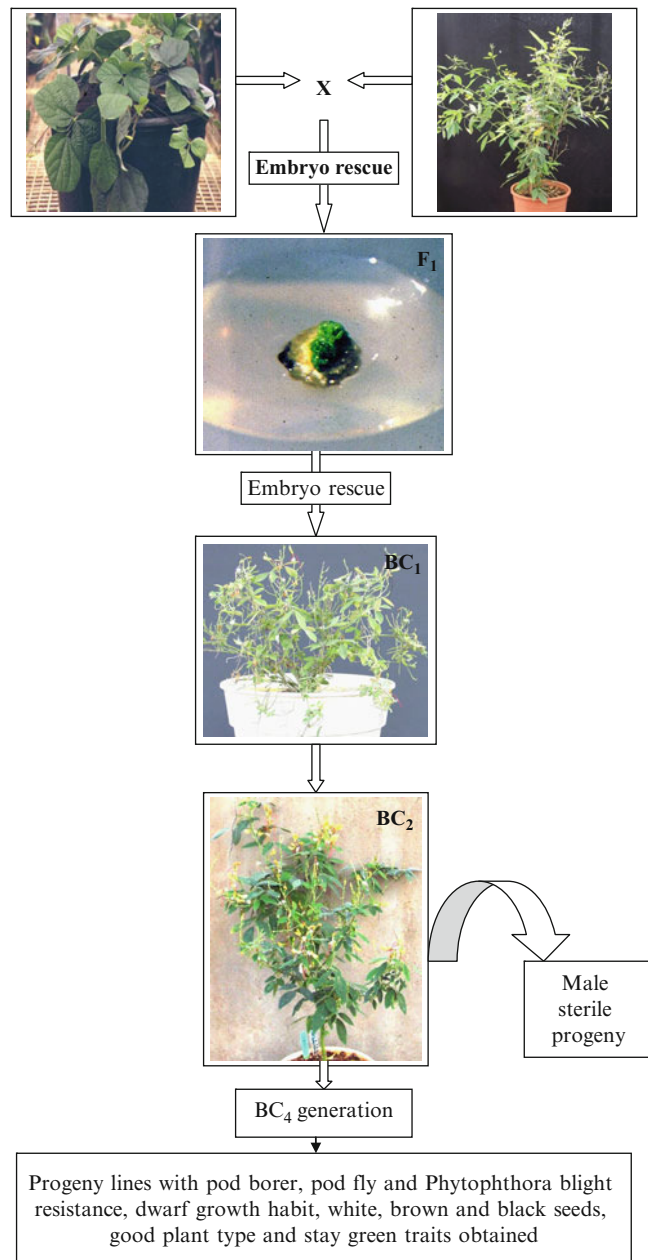 X
Embryo rescue
F₁
Embryo rescue
BC₁
BC₂
Male
sterile
progeny
BC₄ generation
Progeny lines with pod borer, pod fly and Phytophthora blight
resistance, dwarf growth habit, white, brown and black seeds,
good plant type and stay green traits obtained